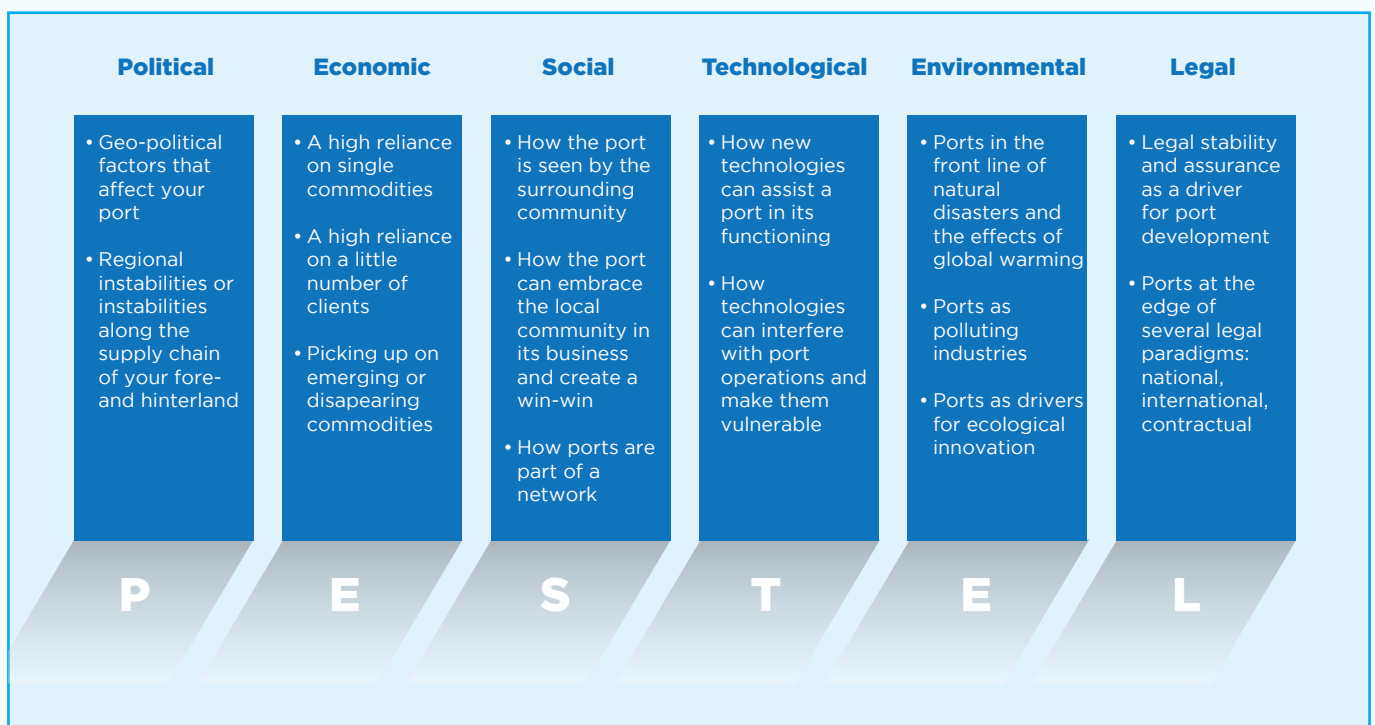 Political
Economic
Social
Technological
Environmental
Legal
• Geo-political
factors that
affect your
port
• Regional
instabilities or
instabilities
along the
supply chain
of your fore-
and hinterland
• A high reliance
on single
commodities
• A high reliance
on a little
number of
clients
• Picking up on
emerging or
disapearing
commodities
• How the port
is seen by the
surrounding
community
• How the port
can embrace
the local
community in
its business
and create a
win-win
• How ports are
part of a
network
• How new
technologies
can assist a
port in its
functioning
• How
technologies
can interfere
with port
operations and
make them
vulnerable
• Ports in the
front line of
natural
disasters and
the effects of
global warming
• Ports as
polluting
industries
• Ports as drivers
for ecological
innovation
• Legal stability
and assurance
as a driver
for port
development
• Ports at the
edge of
several legal
paradigms:
national,
international,
contractual
P
E
S
T
E
L